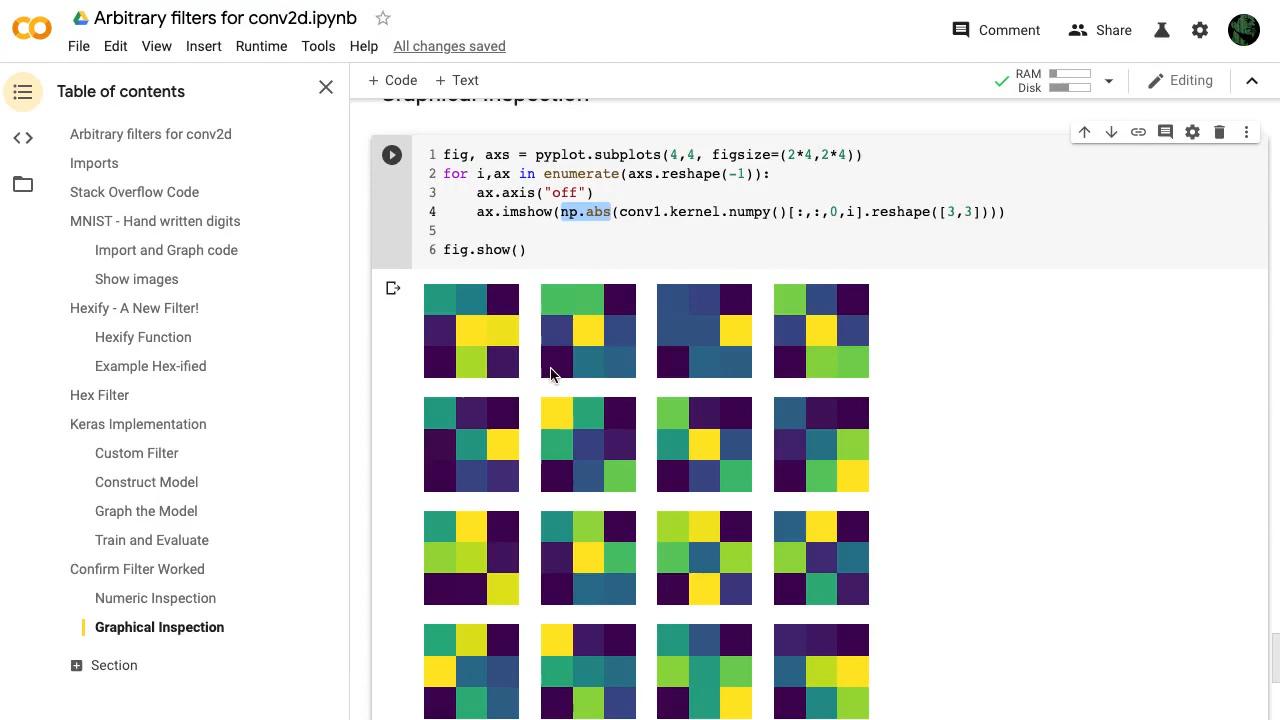 Arbitrary filters for conv2d.ipynb
File Edit View Insert Runtime Tools Help All changes saved
Comment Share
Table of contents
Arbitrary filters for conv2d
Imports
Stack Overflow Code
MNIST - Hand written digits
Import and Graph code
Show images
Hexify - A New Filter!
Hexify Function
Example Hex-ified
Hex Filter
Keras Implementation
Custom Filter
Construct Model
Graph the Model
Train and Evaluate
Confirm Filter Worked
Numeric Inspection
Graphical Inspection
Section
+ Code + Text
RAM
Disk
Editing
Graphical Inspection
1 fig, axs = pyplot.subplots(4,4, figsize=(2*4,2*4))
2 for i,ax in enumerate(axs.reshape(-1)):
3 ax.axis("off")
4 ax.imshow(np.abs(conv1.kernel.numpy()[:,:,0,i].reshape([3,3])))
5
6 fig.show()